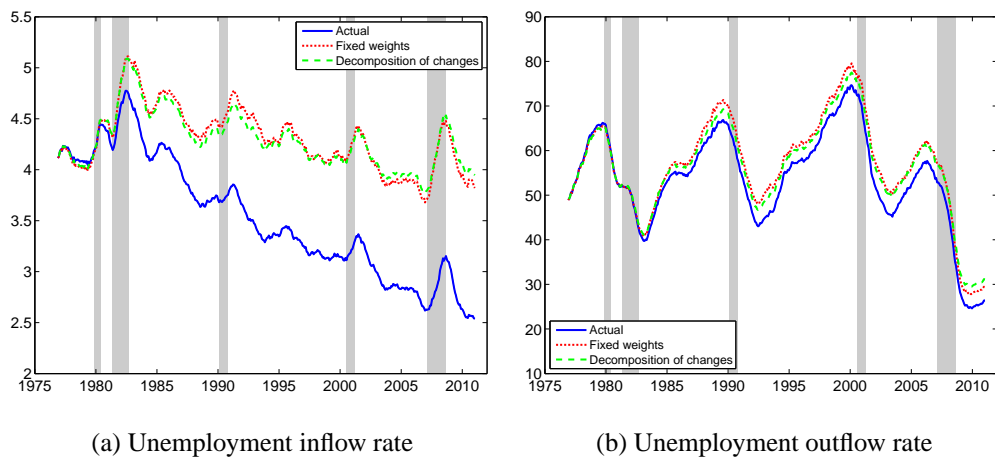 5.5
5
4.5
4
3.5
3
2.5
2
1975 1980 1985 1990 1995 2000 2005 2010
Actual
Fixed weights
Decomposition of changes
(a) Unemployment inflow rate
90
80
70
60
50
40
30
20
10
1975 1980 1985 1990 1995 2000 2005 2010
Actual
Fixed weights
Decomposition of changes
(b) Unemployment outflow rate